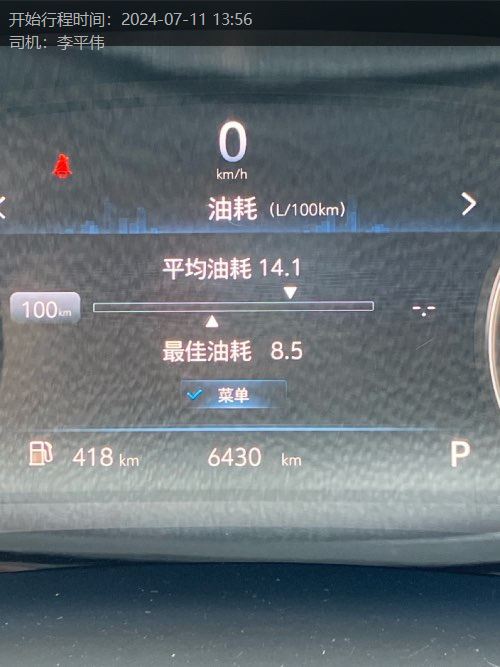 开始行程时间：2024-07-11 13:56
司机：李平伟
0
km/h
油耗 (L/100km)
平均油耗 14.1
100km
--.-
最佳油耗 8.5
菜单
418 km 6430 km P